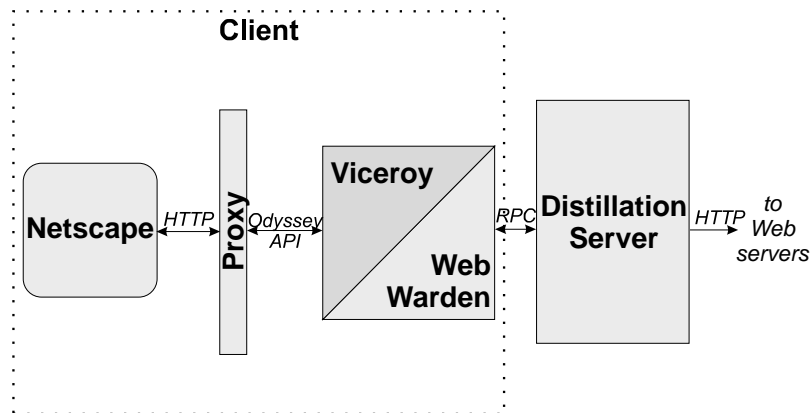 Client
Netscape
HTTP
Proxy
Odyssey
API
Viceroy
Web
Warden
RPC
Distillation
Server
HTTP
to
Web
servers